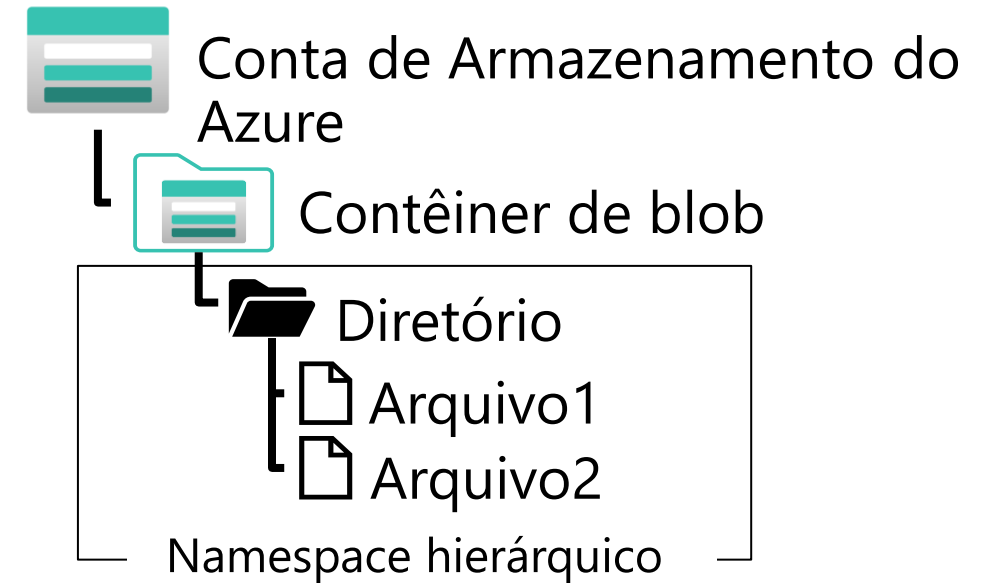 Conta de Armazenamento do
Azure
Contêiner de blob
Diretório
Arquivo1
Arquivo2
Namespace hierárquico